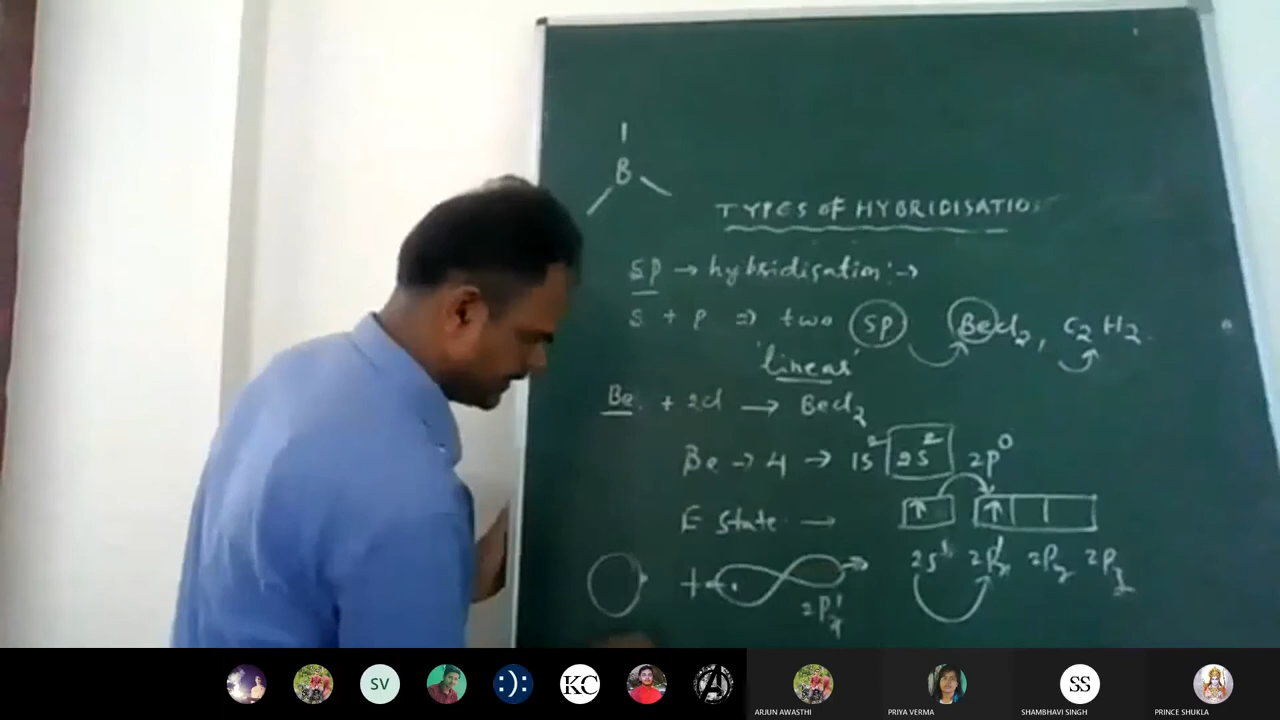 B
TYPES OF HYBRIDISATIO
SP → hybridisation :→
S + P ⇒ two SP BeCl2, C2H2.
'linear'
Be + 2Cl → BeCl2
Be → 4 → 1S² 2S² 2P⁰
E State →
↑ ↑
2S¹ 2Px¹ 2Py 2Pz
+
2Px¹
SV
:):
KC
A
SS
ARJUN AWASTHI
PRIYA VERMA
SHAMBHAVI SINGH
PRINCE SHUKLA